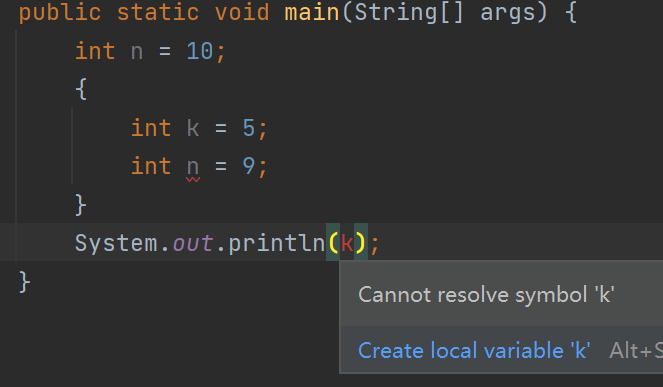 public static void main(String[] args) {
    int n = 10;
    {
        int k = 5;
        int n = 9;
    }
    System.out.println(k);
}
Cannot resolve symbol 'k'
Create local variable 'k' Alt+S